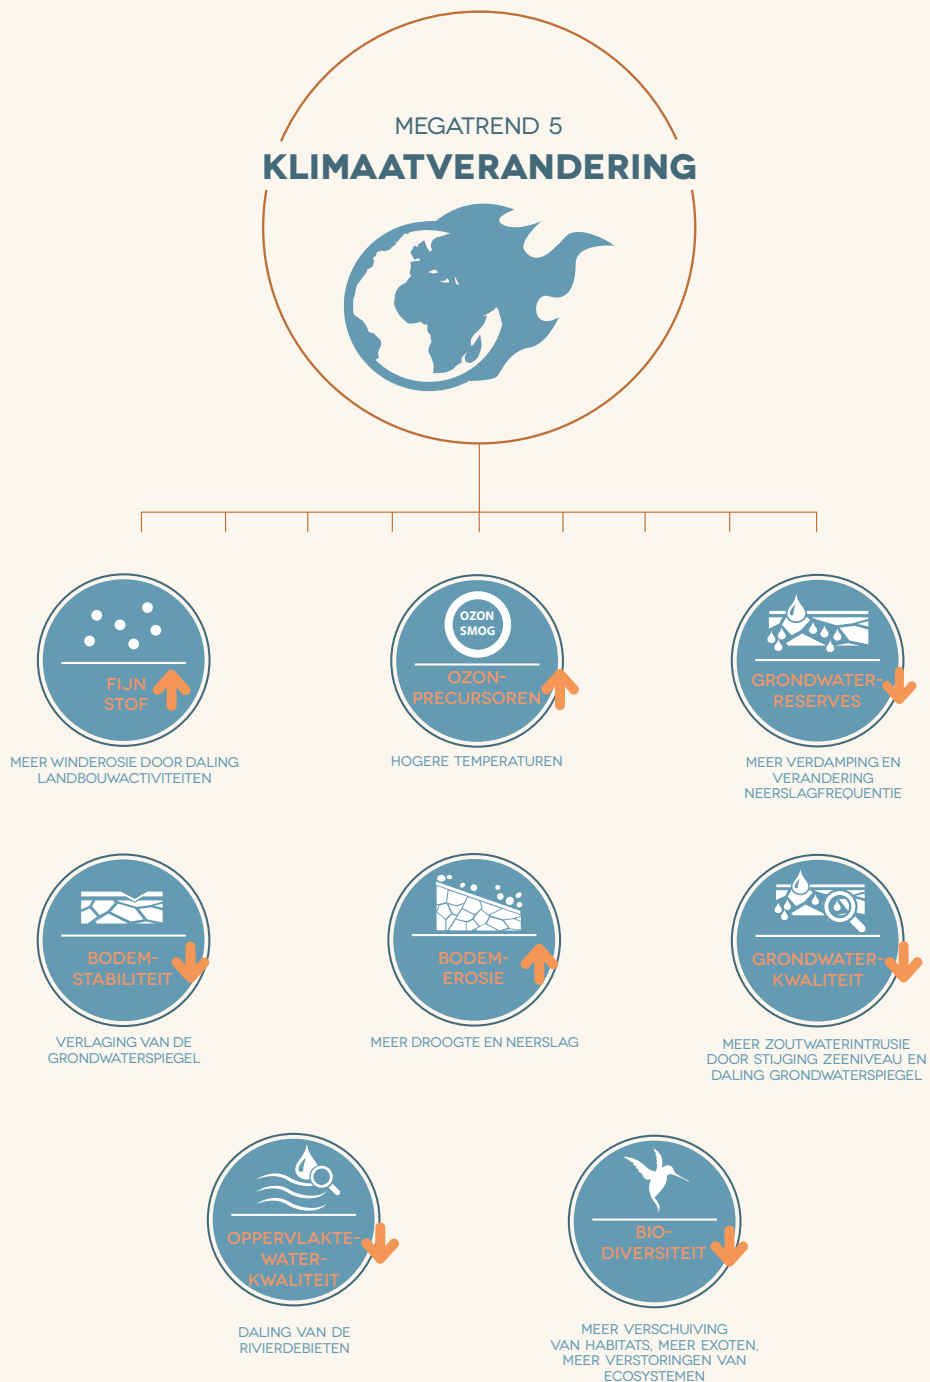 MEGATREND 5
KLIMAATVERANDERING
FIJN
STOF
MEER WINDEROSIE DOOR DALING
LANDBOUWACTIVITEITEN
OZON
SMOG
OZON-
PRECURSOREN
HOGERE TEMPERATUREN
GRONDWATER-
RESERVES
MEER VERDAMPING EN
VERANDERING
NEERSLAGFREQUENTIE
BODEM-
STABILITEIT
VERLAGING VAN DE
GRONDWATERSPIEGEL
BODEM-
EROSIE
MEER DROOGTE EN NEERSLAG
GRONDWATER-
KWALITEIT
MEER ZOUTWATERINTRUSIE
DOOR STIJGING ZEENIVEAU EN
DALING GRONDWATERSPIEGEL
OPPERVLAKTE-
WATER-
KWALITEIT
DALING VAN DE
RIVIERDEBIETEN
BIO-
DIVERSITEIT
MEER VERSCHUIVING
VAN HABITATS, MEER EXOTEN,
MEER VERSTORINGEN VAN
ECOSYSTEMEN